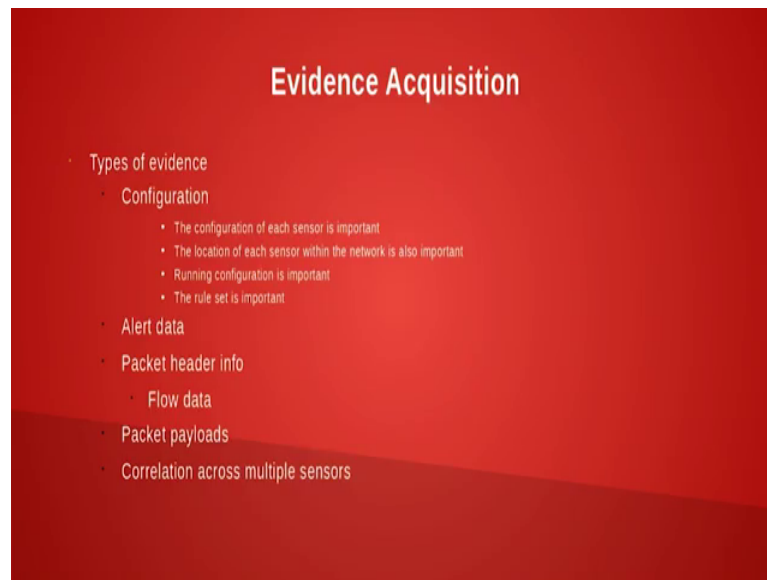 Evidence Acquisition
Types of evidence
Configuration
The configuration of each sensor is important
The location of each sensor within the network is also important
Running configuration is important
The rule set is important
Alert data
Packet header info
Flow data
Packet payloads
Correlation across multiple sensors